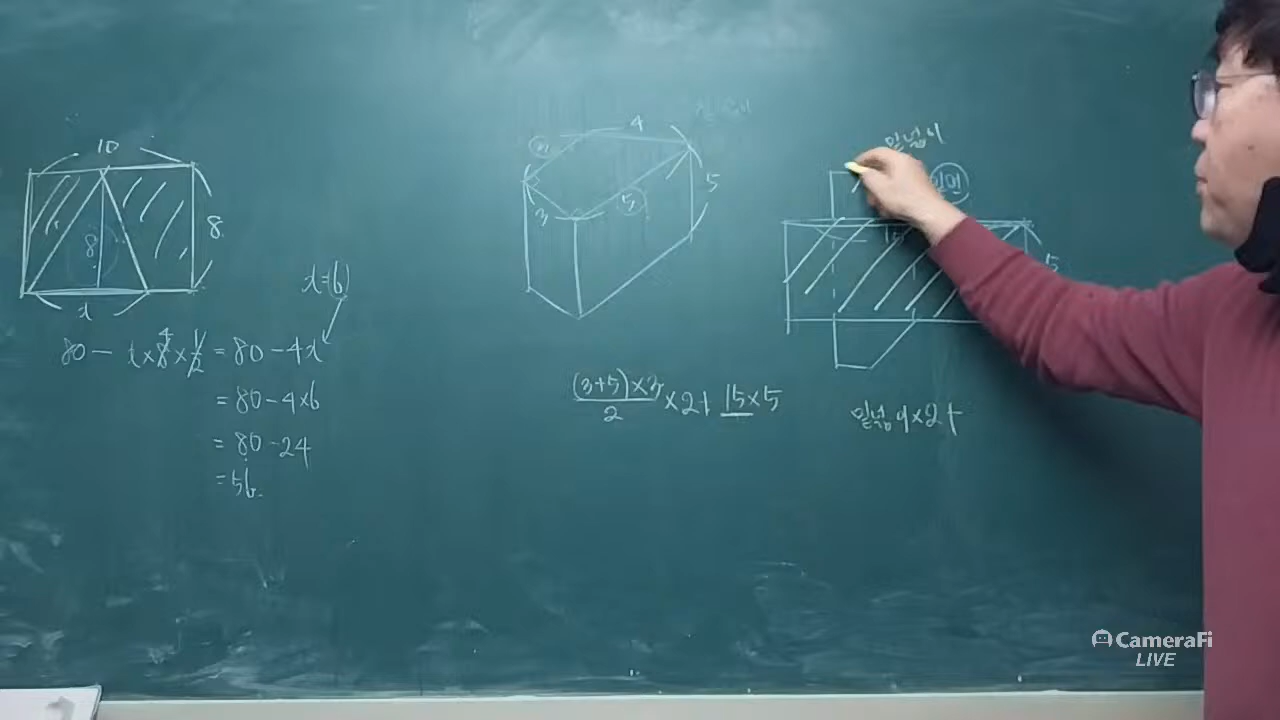 10
8
8
x
x=6
80 - x×8×1/2 = 80-4x
4
= 80-4×6
= 80-24
= 56
4
3
5
5
(3+5)×3/2 ×2+ 15×5
밑넓이
5
밑넓이×2+
CameraFi
LIVE